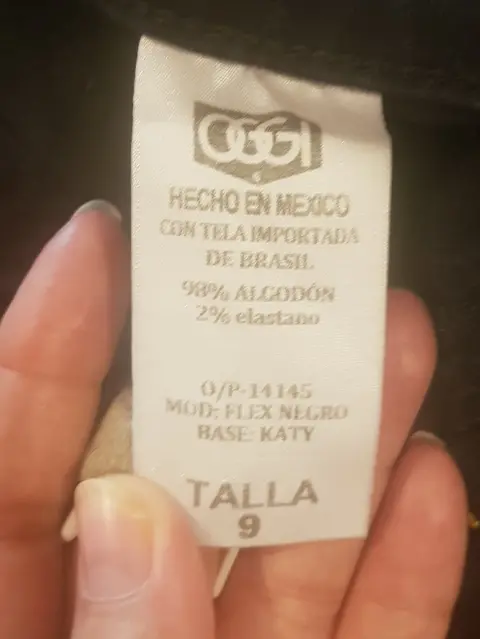 OGGI
HECHO EN MEXICO
CON TELA IMPORTADA
DE BRASIL
98% ALGODÓN
2% elastano
O/P-14145
MOD: FLEX NEGRO
BASE: KATY
TALLA
9